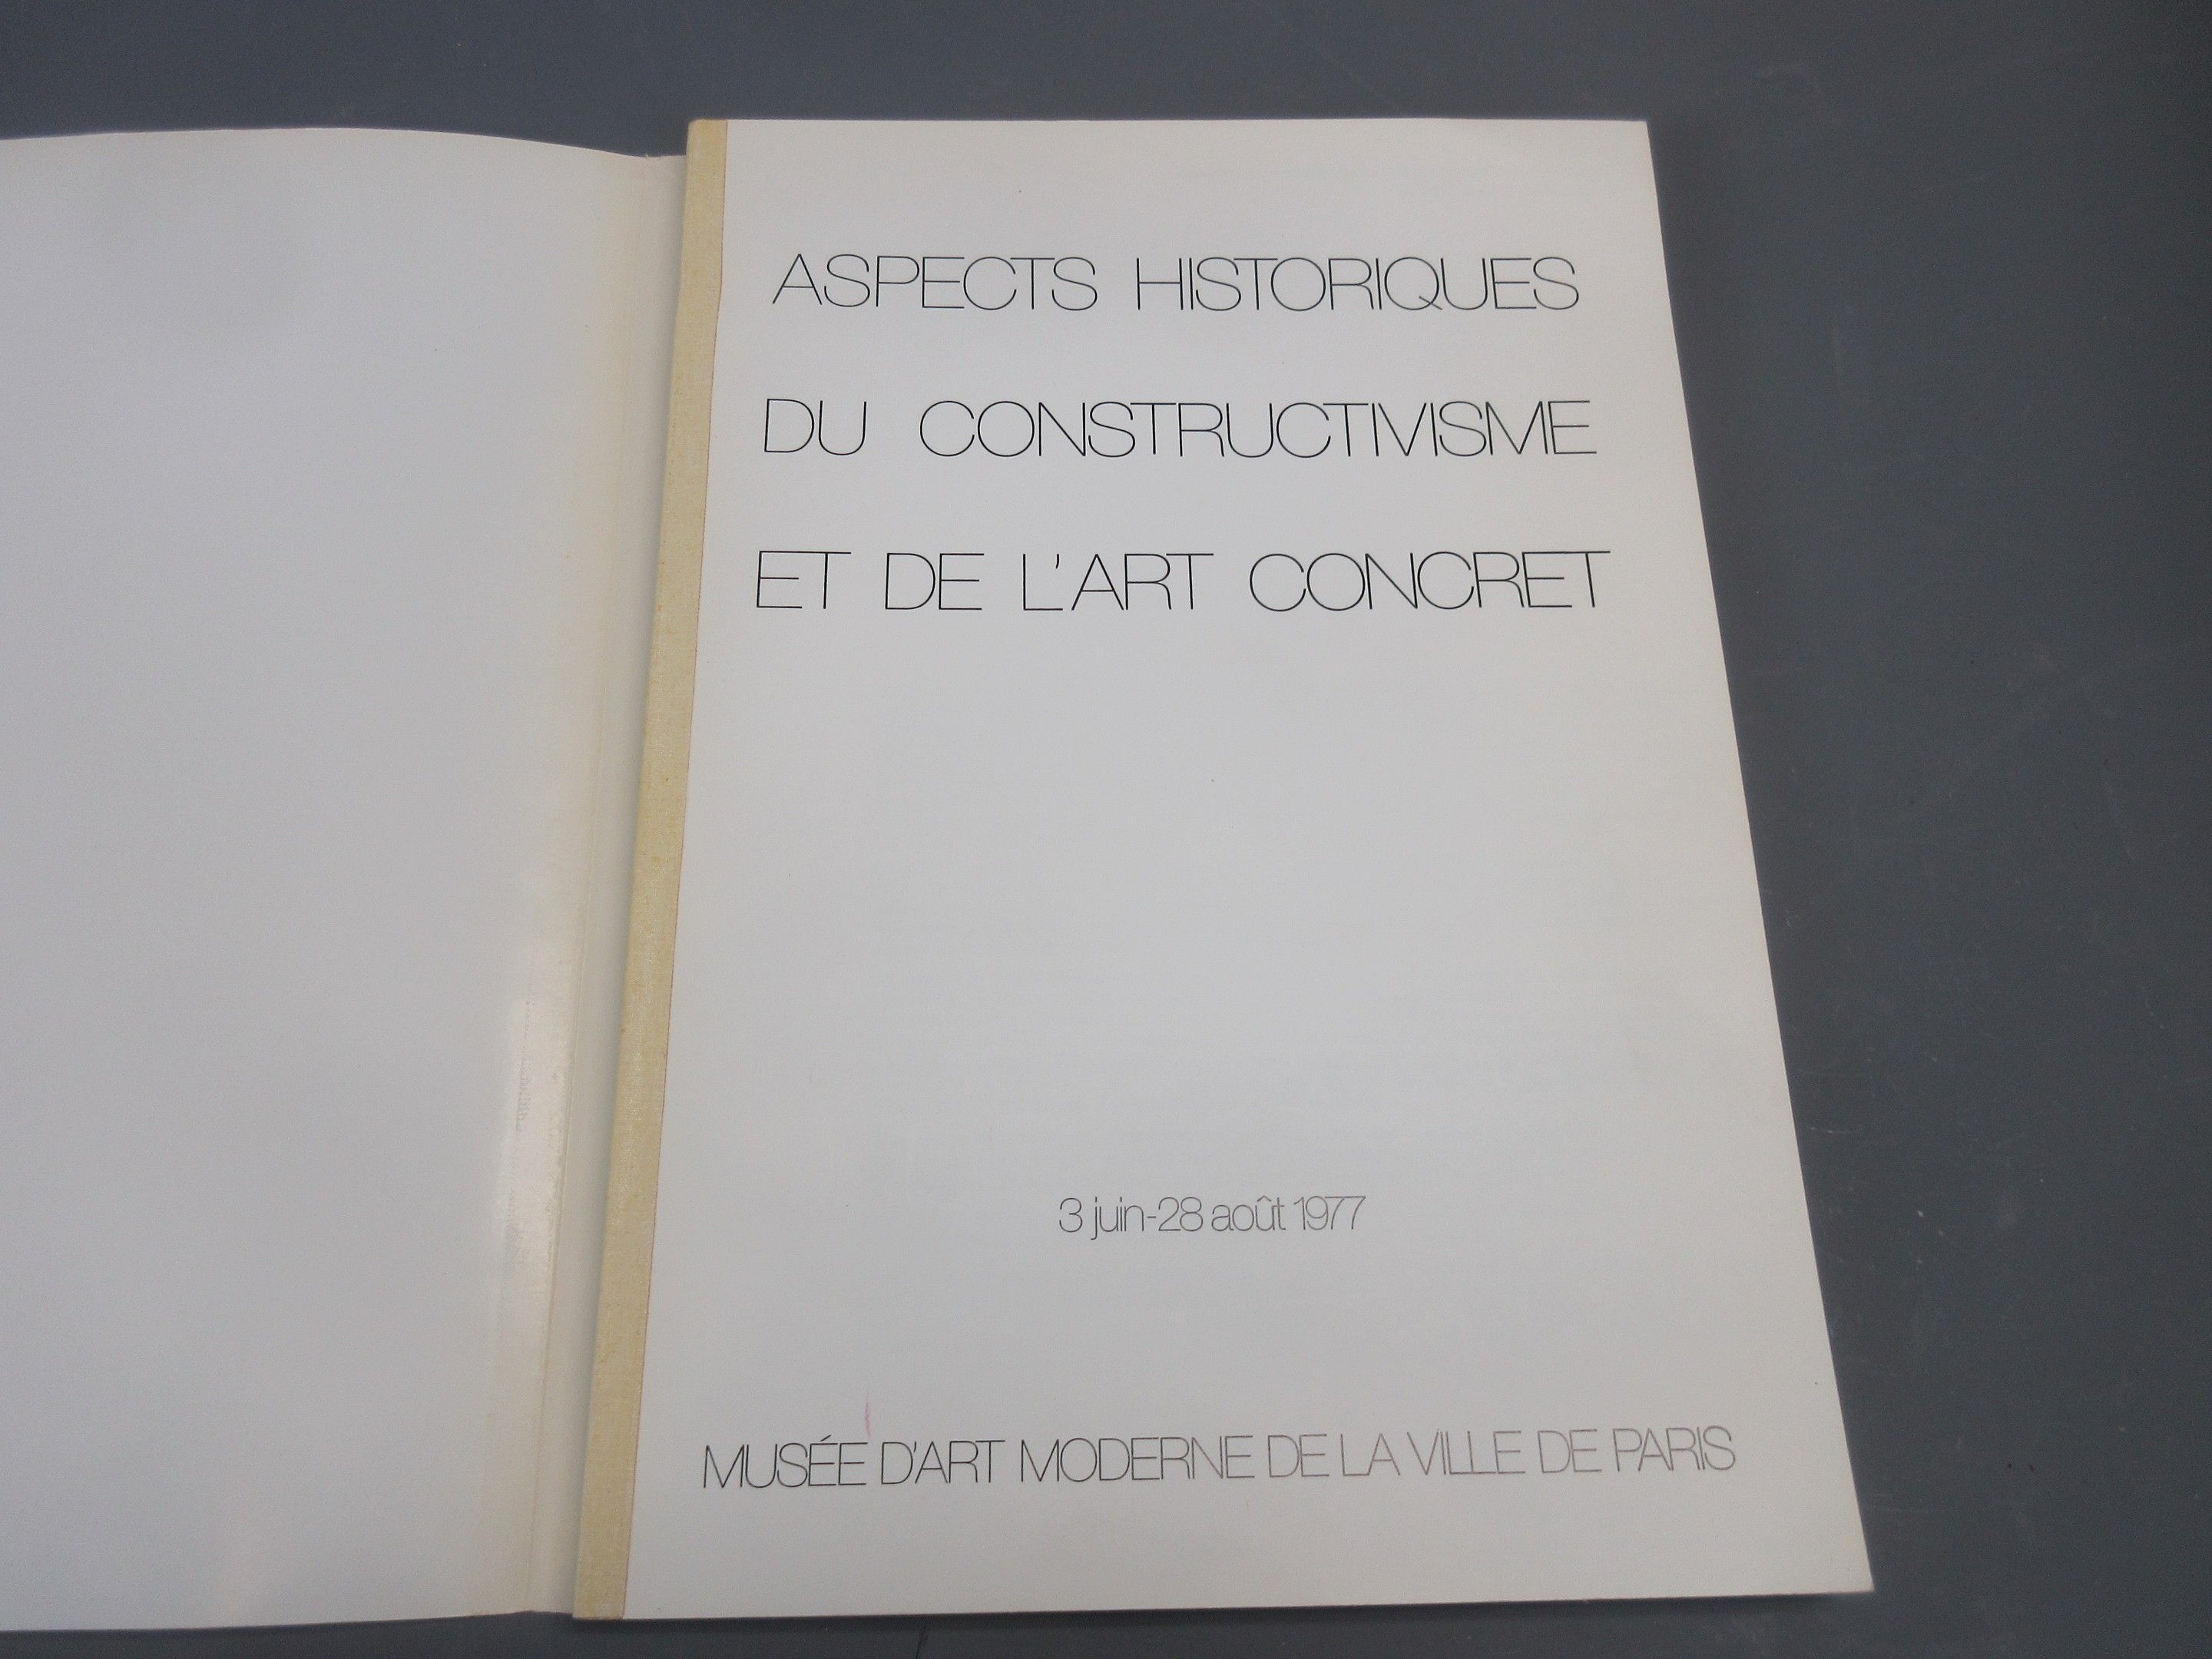 ASPECTS HISTORIQUES
DU CONSTRUCTIVISME
ET DE L'ART CONCRET
3 juin-28 août 1977
MUSÉE D'ART MODERNE DE LA VILLE DE PARIS